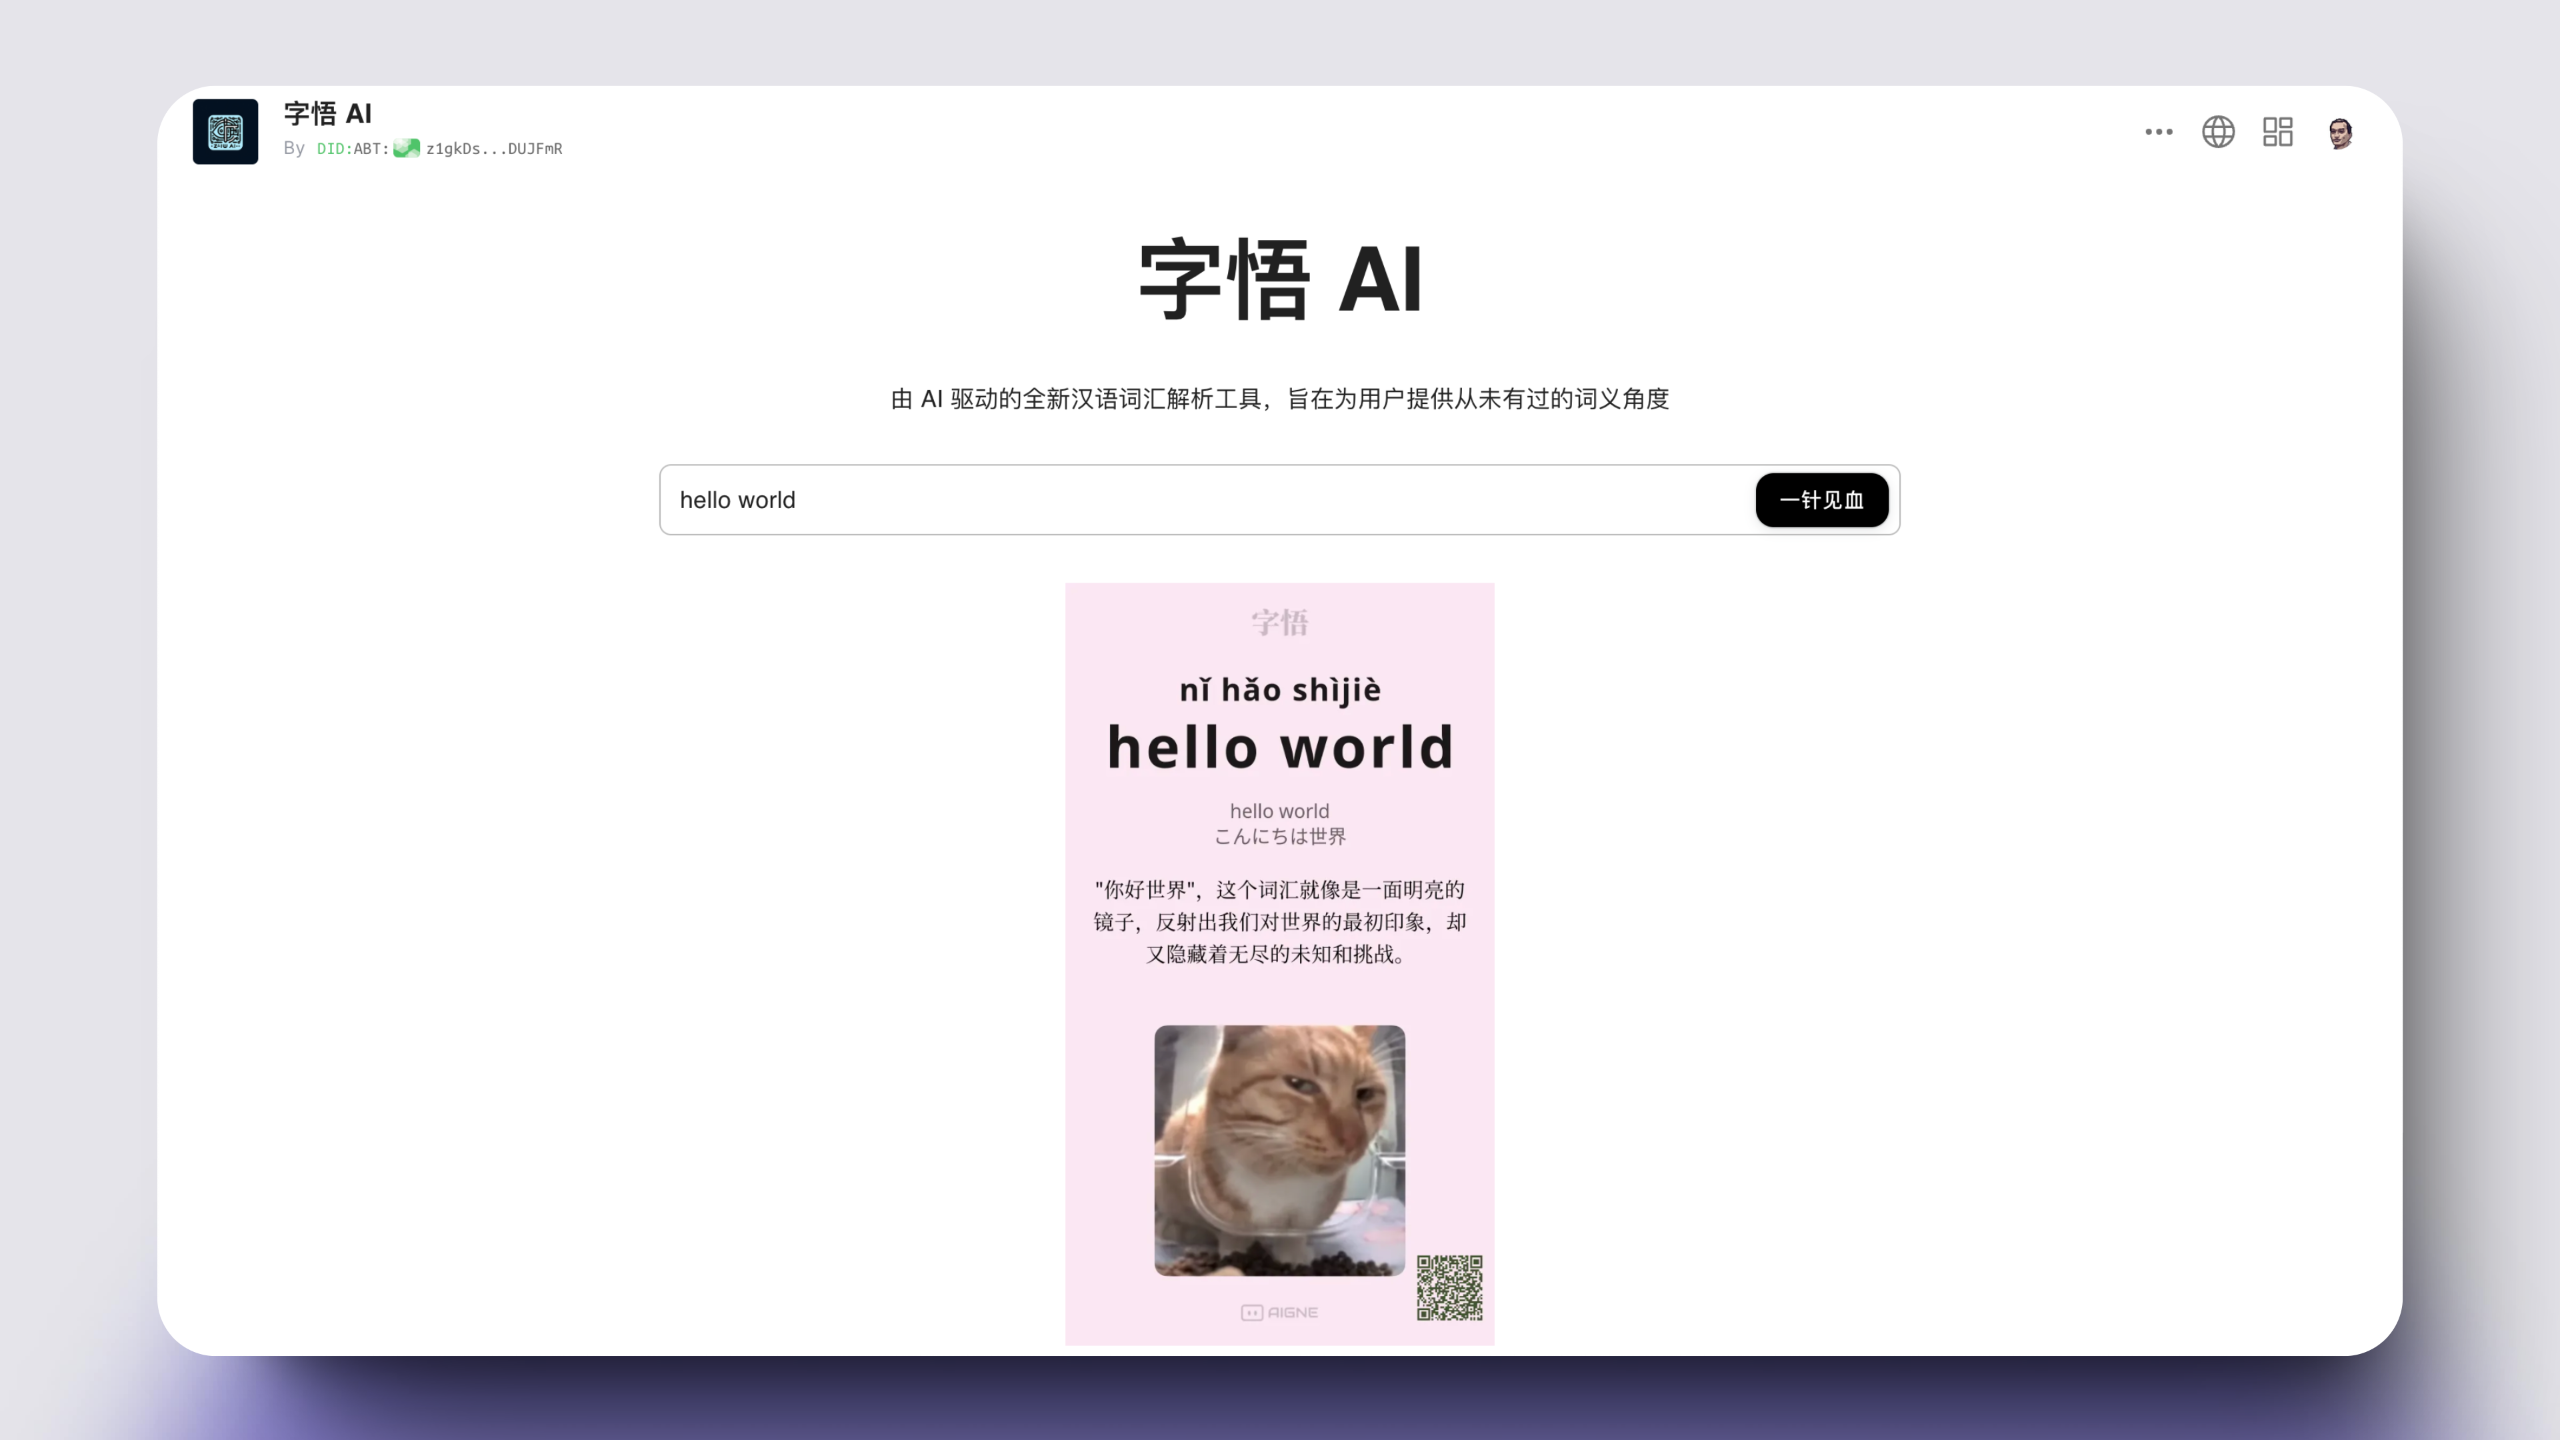 字悟 AI
By DID:ABT: z1gkDs...DUJFmR
字悟 AI
由 AI 驱动的全新汉语词汇解析工具，旨在为用户提供从未有过的词义角度
hello world
一针见血
字悟
nǐ hǎo shìjiè
hello world
hello world
こんにちは世界
"你好世界"，这个词汇就像是一面明亮的
镜子，反射出我们对世界的最初印象，却
又隐藏着无尽的未知和挑战。
AIGNE